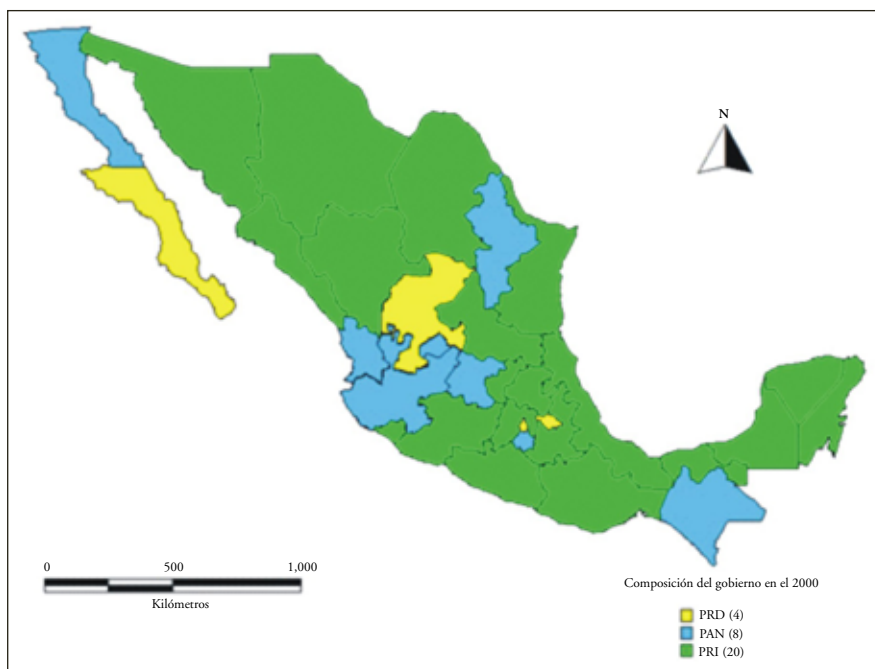 N
0 500 1,000
Kilómetros
Composición del gobierno en el 2000
PRD (4)
PAN (8)
PRI (20)